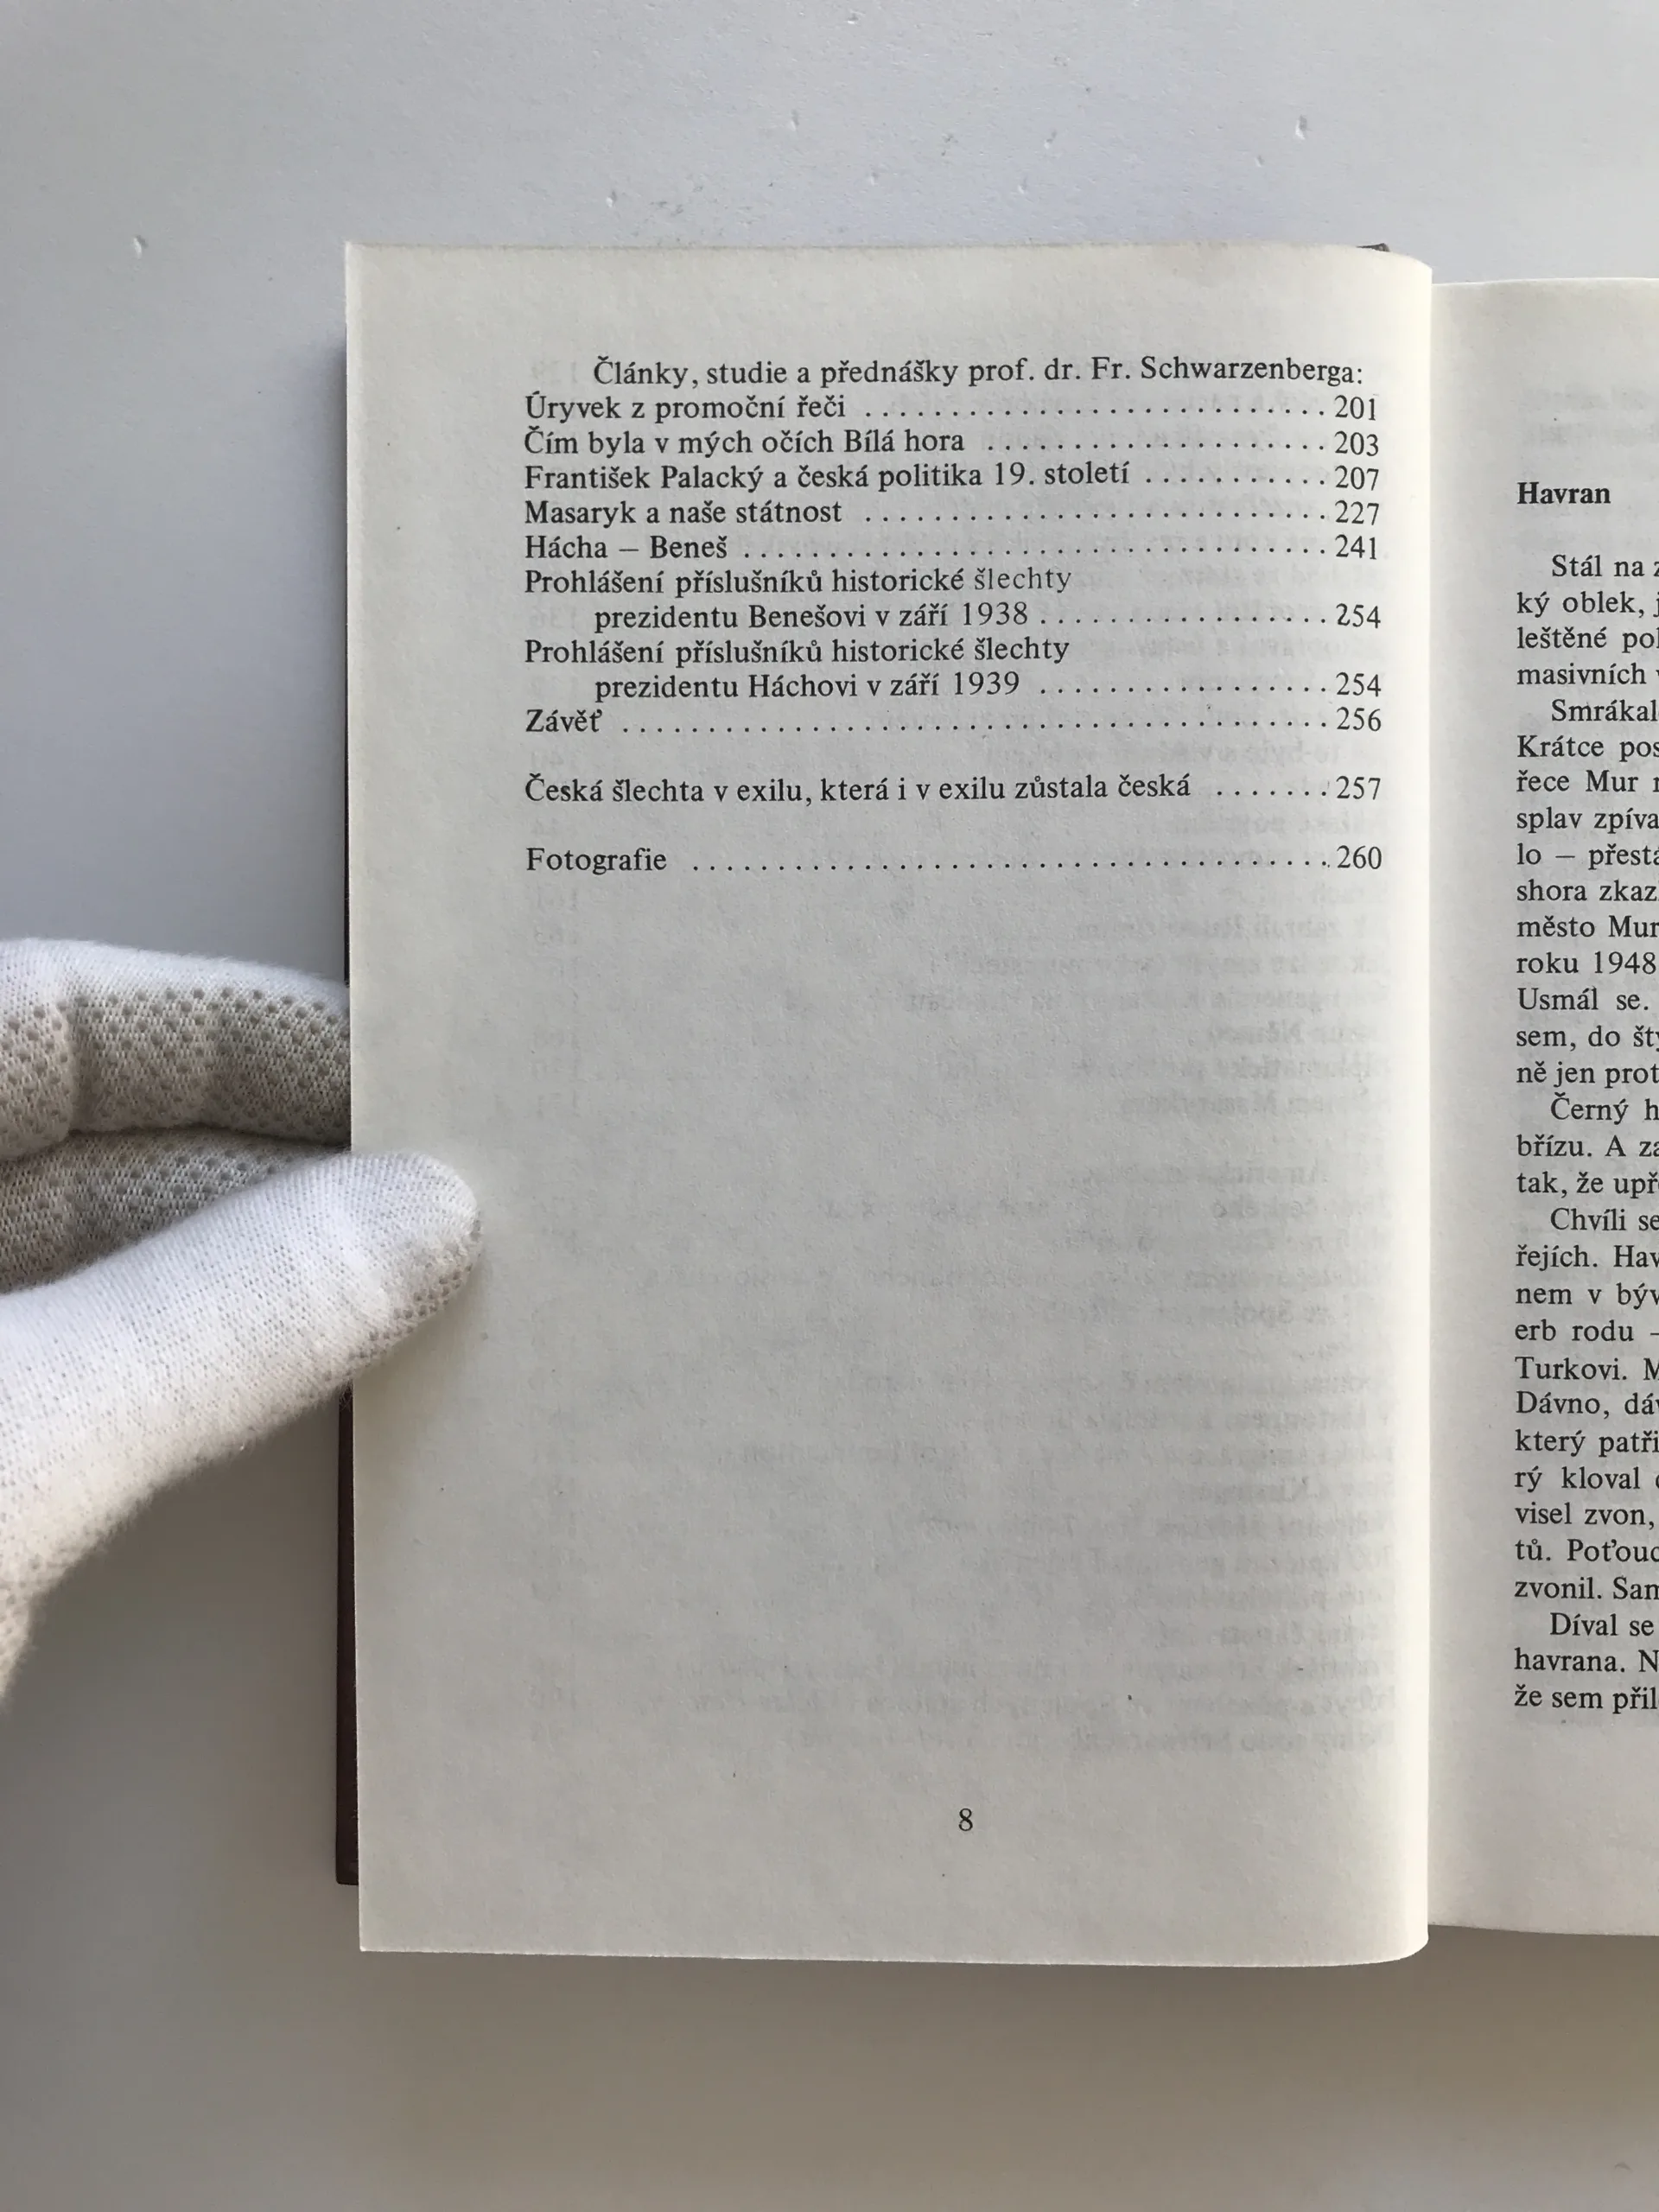 Články, studie a přednášky prof. dr. Fr. Schwarzenberga:
Úryvek z promoční řeči . . . . . . . . . . . . . . . . . . . . . . . . . . . 201
Čím byla v mých očích Bílá hora . . . . . . . . . . . . . . . . . . . . 203
František Palacký a česká politika 19. století . . . . . . . . . . . 207
Masaryk a naše státnost . . . . . . . . . . . . . . . . . . . . . . . . . . . 227
Hácha – Beneš . . . . . . . . . . . . . . . . . . . . . . . . . . . . . . . . . . 241
Prohlášení příslušníků historické šlechty
prezidentu Benešovi v září 1938 . . . . . . . . . . . . . . . . . 254
Prohlášení příslušníků historické šlechty
prezidentu Háchovi v září 1939 . . . . . . . . . . . . . . . . . 254
Závěť . . . . . . . . . . . . . . . . . . . . . . . . . . . . . . . . . . . . . . . . . 256
Česká šlechta v exilu, která i v exilu zůstala česká . . . . . . . 257
Fotografie . . . . . . . . . . . . . . . . . . . . . . . . . . . . . . . . . . . . . 260
8
Havran
Stál na
ký oblek,
leštěné
masivních
Krátce
řece Mur
splav
lo –
shora
město
roku 1948
Usmál se.
sem, do
ně jen
Černý
břízu. A
tak, že
Chvíli se
řejích.
nem v
erb rodu –
Turkovi.
Dávno,
který
rý kloval
visel zvon,
tů.
zvonil.
Díval se
havrana.
že sem